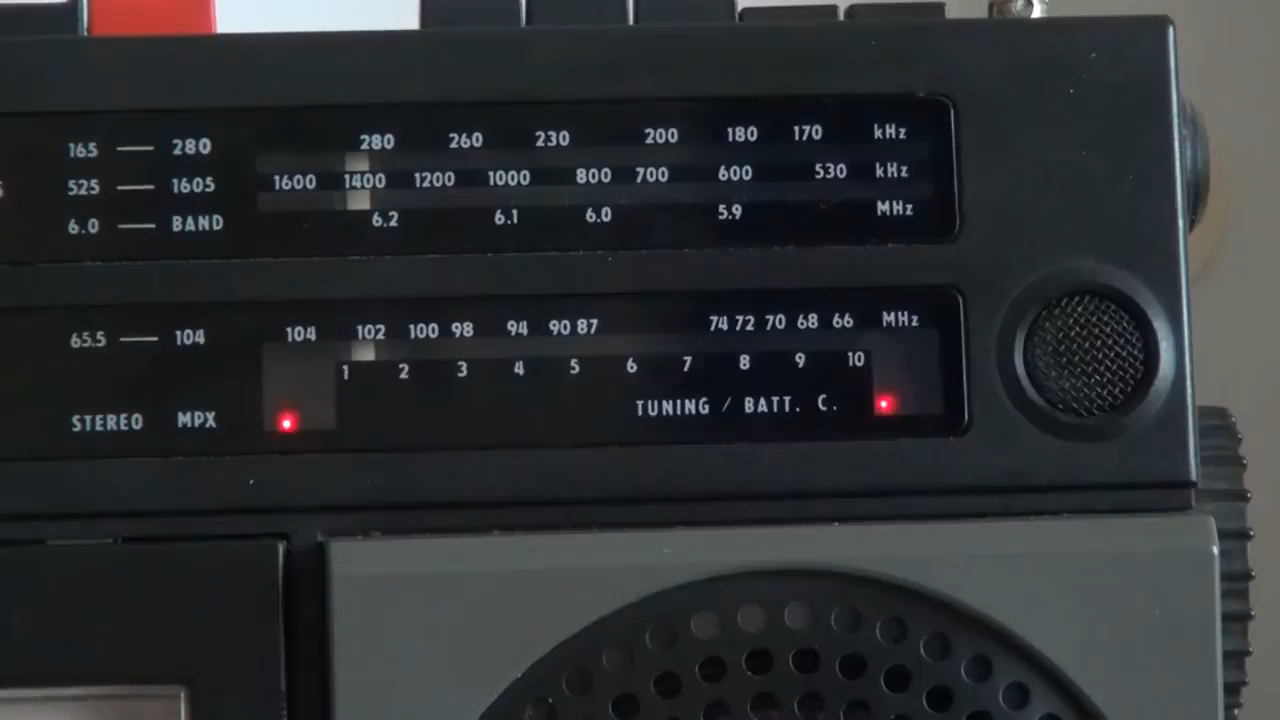 165 — 280 280 260 230 200 180 170 kHz
525 — 1605 1600 1400 1200 1000 800 700 600 530 kHz
6.0 — BAND 6.2 6.1 6.0 5.9 MHz
65.5 — 104 104 102 100 98 94 90 87 74 72 70 68 66 MHz
1 2 3 4 5 6 7 8 9 10
STEREO MPX TUNING / BATT. C.